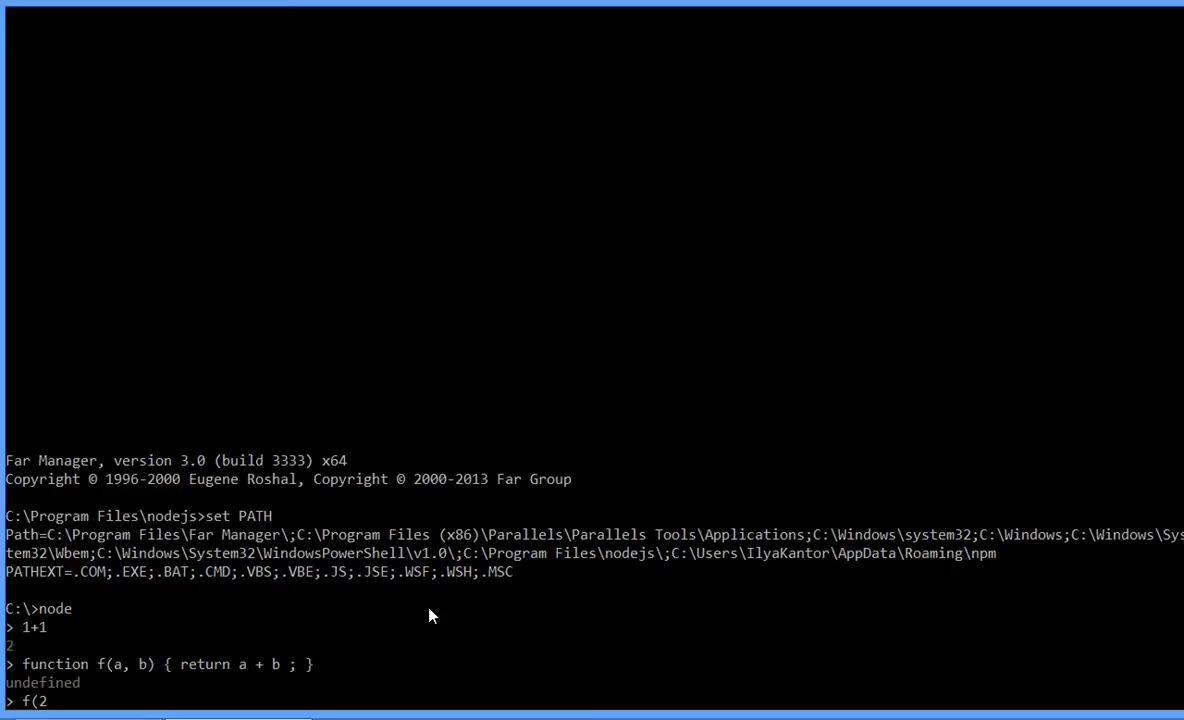 Far Manager, version 3.0 (build 3333) x64
Copyright © 1996-2000 Eugene Roshal, Copyright © 2000-2013 Far Group
C:\Program Files\nodejs>set PATH
Path=C:\Program Files\Far Manager\;C:\Program Files (x86)\Parallels\Parallels Tools\Applications;C:\Windows\system32;C:\Windows;C:\Windows\Sys
tem32\Wbem;C:\Windows\System32\WindowsPowerShell\v1.0\;C:\Program Files\nodejs\;C:\Users\IlyaKantor\AppData\Roaming\npm
PATHEXT=.COM;.EXE;.BAT;.CMD;.VBS;.VBE;.JS;.JSE;.WSF;.WSH;.MSC
C:\>node
> 1+1
2
> function f(a, b) { return a + b ; }
undefined
> f(2